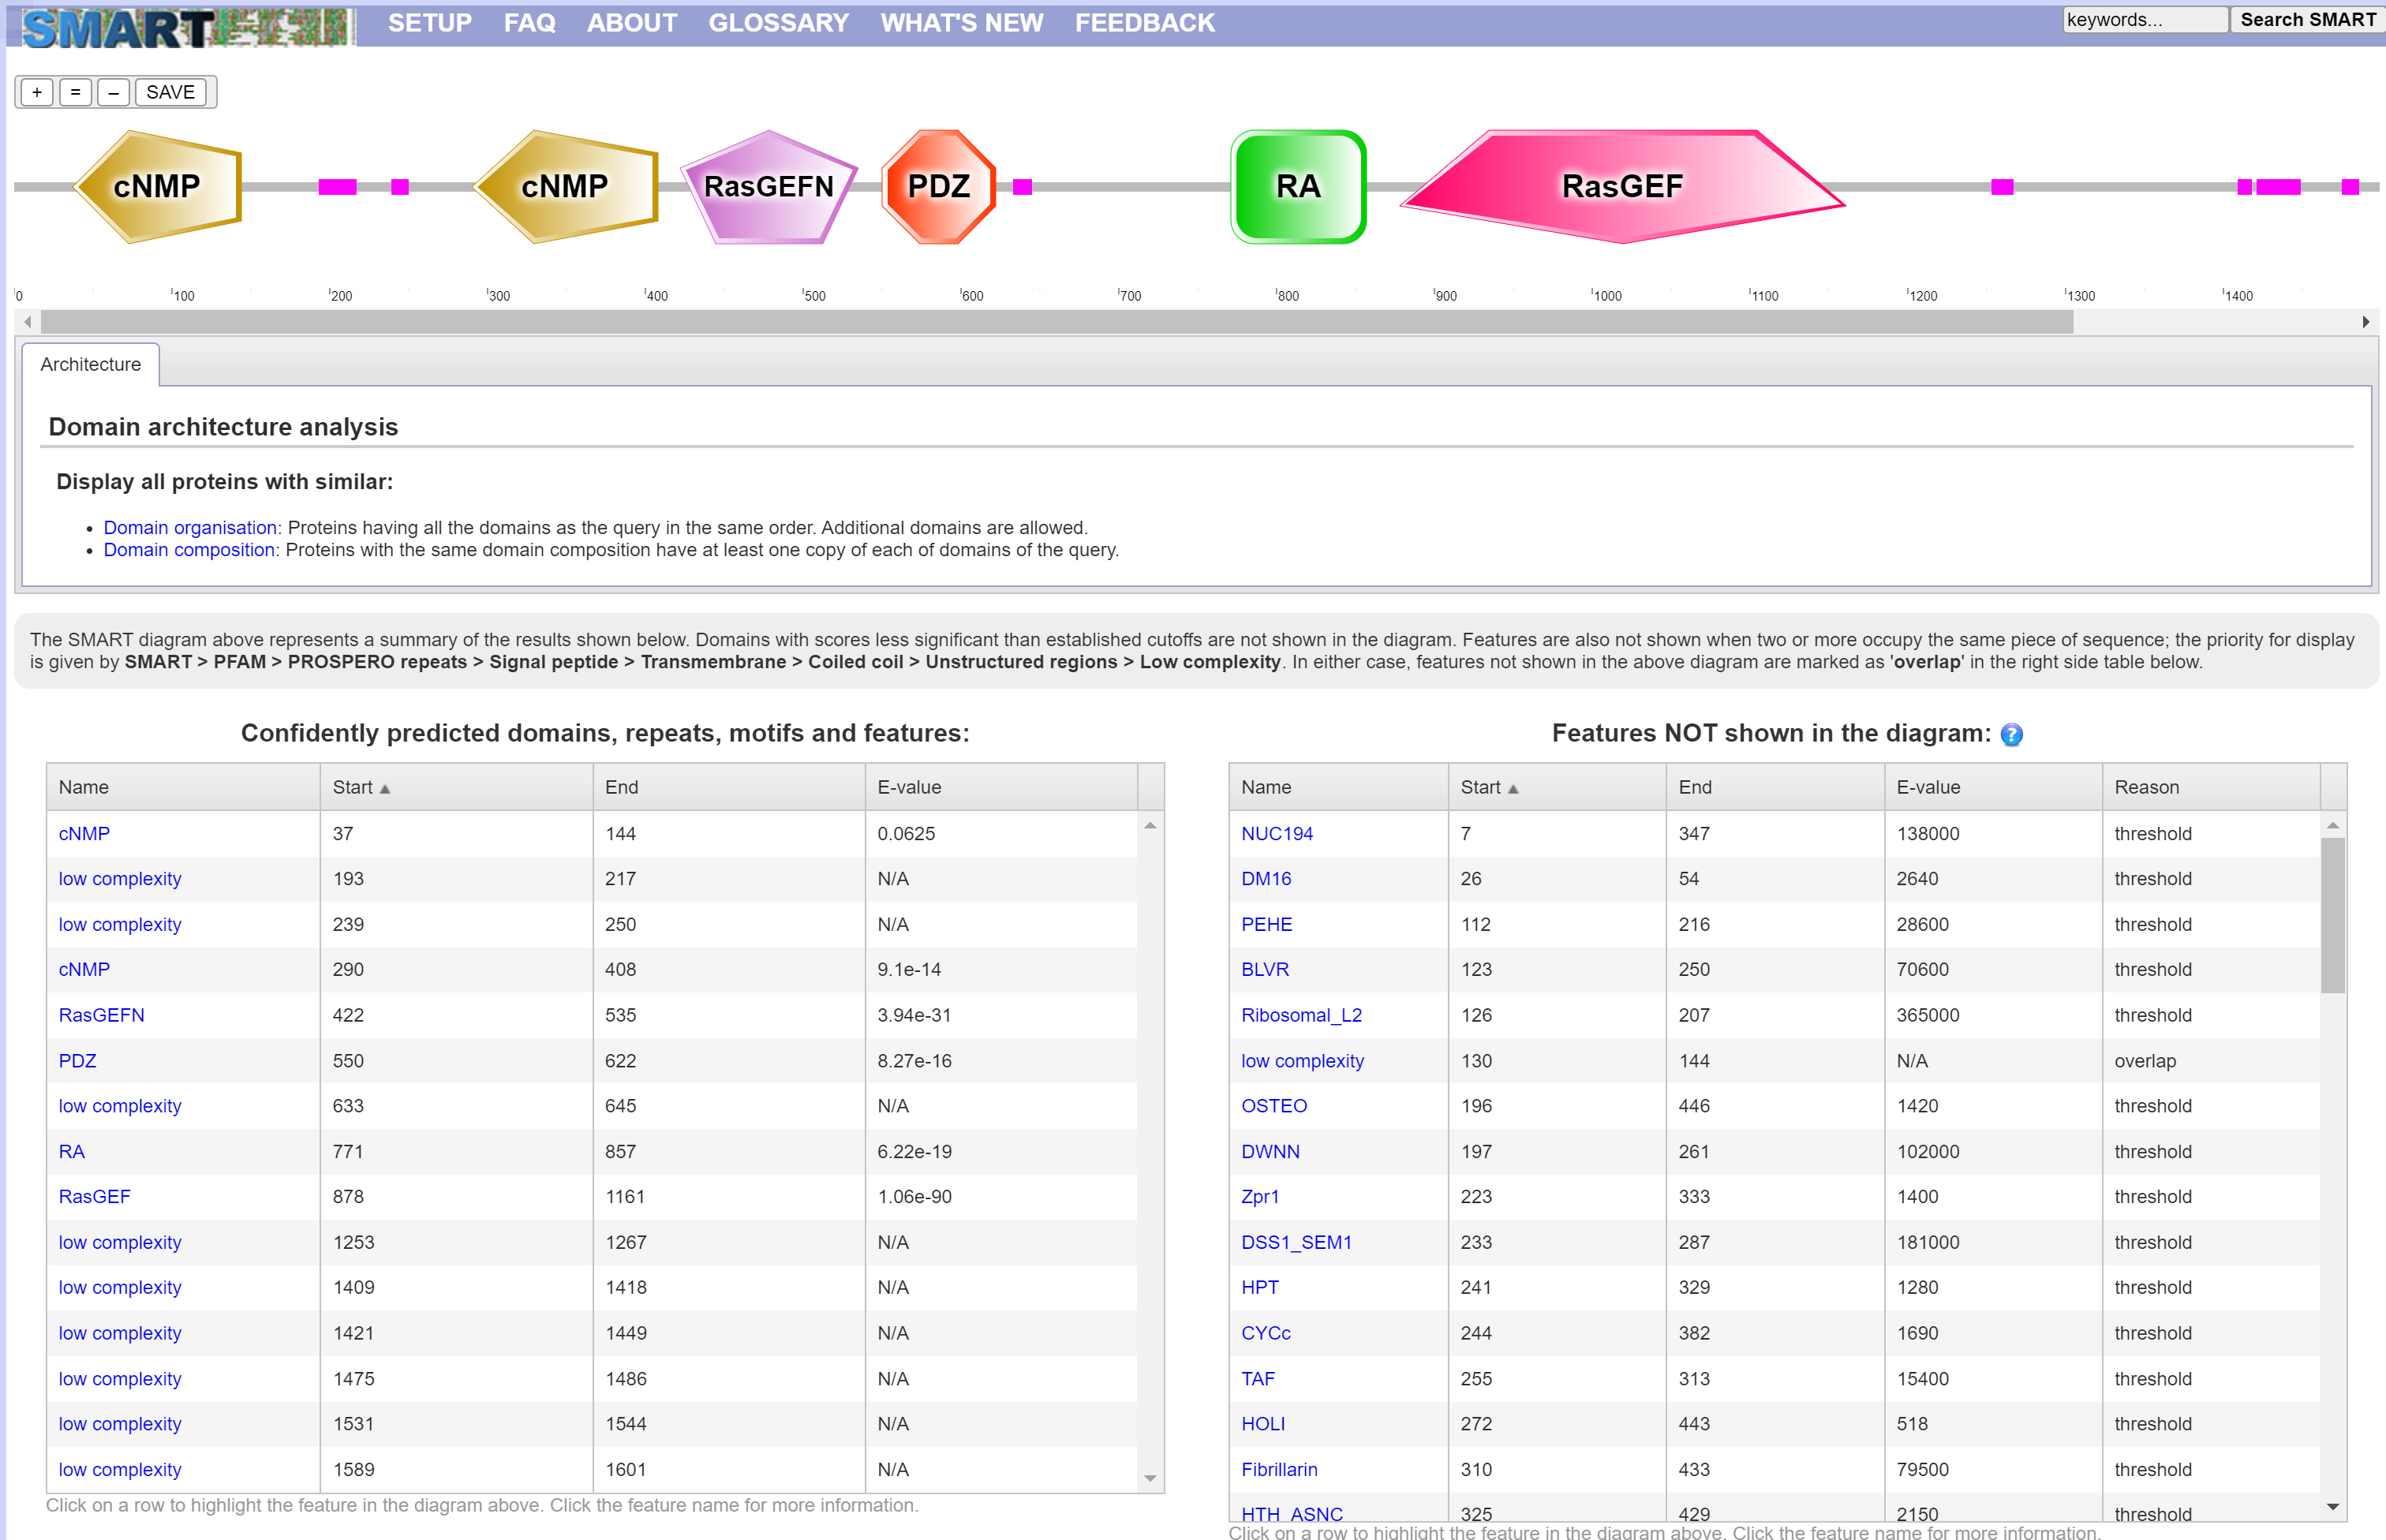 SMART SETUP FAQ ABOUT GLOSSARY WHAT'S NEW FEEDBACK keywords... Search SMART
+ = – SAVE
cNMP cNMP RasGEFN PDZ RA RasGEF
0 100 200 300 400 500 600 700 800 900 1000 1100 1200 1300 1400
Architecture
Domain architecture analysis
Display all proteins with similar:
• Domain organisation: Proteins having all the domains as the query in the same order. Additional domains are allowed.
• Domain composition: Proteins with the same domain composition have at least one copy of each of domains of the query.
The SMART diagram above represents a summary of the results shown below. Domains with scores less significant than established cutoffs are not shown in the diagram. Features are also not shown when two or more occupy the same piece of sequence; the priority for display
is given by SMART > PFAM > PROSPERO repeats > Signal peptide > Transmembrane > Coiled coil > Unstructured regions > Low complexity. In either case, features not shown in the above diagram are marked as 'overlap' in the right side table below.
Confidently predicted domains, repeats, motifs and features:
Name Start End E-value
cNMP 37 144 0.0625
low complexity 193 217 N/A
low complexity 239 250 N/A
cNMP 290 408 9.1e-14
RasGEFN 422 535 3.94e-31
PDZ 550 622 8.27e-16
low complexity 633 645 N/A
RA 771 857 6.22e-19
RasGEF 878 1161 1.06e-90
low complexity 1253 1267 N/A
low complexity 1409 1418 N/A
low complexity 1421 1449 N/A
low complexity 1475 1486 N/A
low complexity 1531 1544 N/A
low complexity 1589 1601 N/A
Click on a row to highlight the feature in the diagram above. Click the feature name for more information.
Features NOT shown in the diagram: ?
Name Start End E-value Reason
NUC194 7 347 138000 threshold
DM16 26 54 2640 threshold
PEHE 112 216 28600 threshold
BLVR 123 250 70600 threshold
Ribosomal_L2 126 207 365000 threshold
low complexity 130 144 N/A overlap
OSTEO 196 446 1420 threshold
DWNN 197 261 102000 threshold
Zpr1 223 333 1400 threshold
DSS1_SEM1 233 287 181000 threshold
HPT 241 329 1280 threshold
CYCc 244 382 1690 threshold
TAF 255 313 15400 threshold
HOLI 272 443 518 threshold
Fibrillarin 310 433 79500 threshold
HTH_ASNC 325 429 2150 threshold
Click on a row to highlight the feature in the diagram above. Click the feature name for more information.